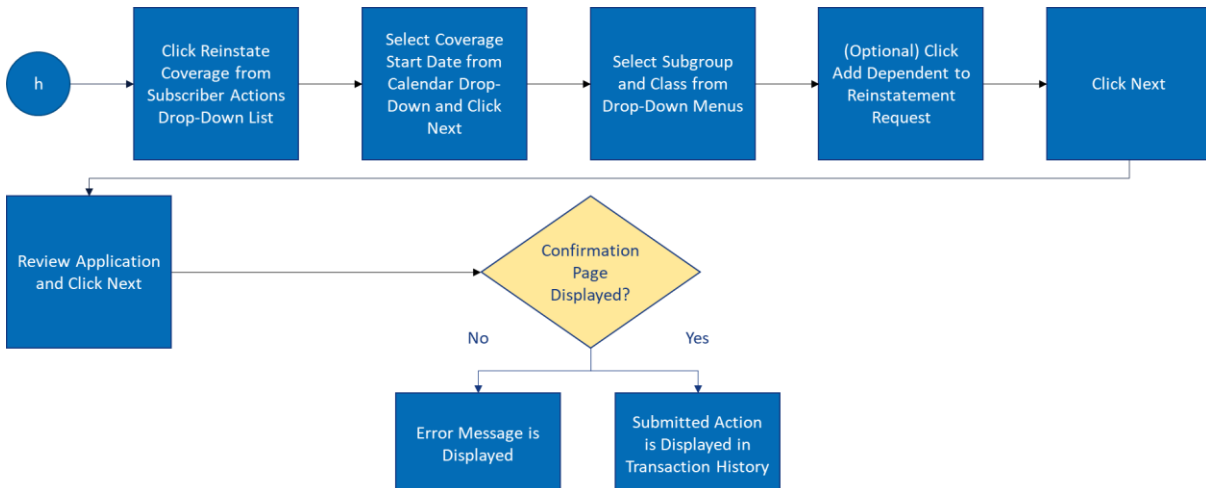 h
Click Reinstate
Coverage from
Subscriber Actions
Drop-Down List
Select Coverage
Start Date from
Calendar Drop-
Down and Click
Next
Select Subgroup
and Class from
Drop-Down Menus
(Optional) Click
Add Dependent to
Reinstatement
Request
Click Next
Review Application
and Click Next
Confirmation
Page
Displayed?
No
Yes
Error Message is
Displayed
Submitted Action
is Displayed in
Transaction History